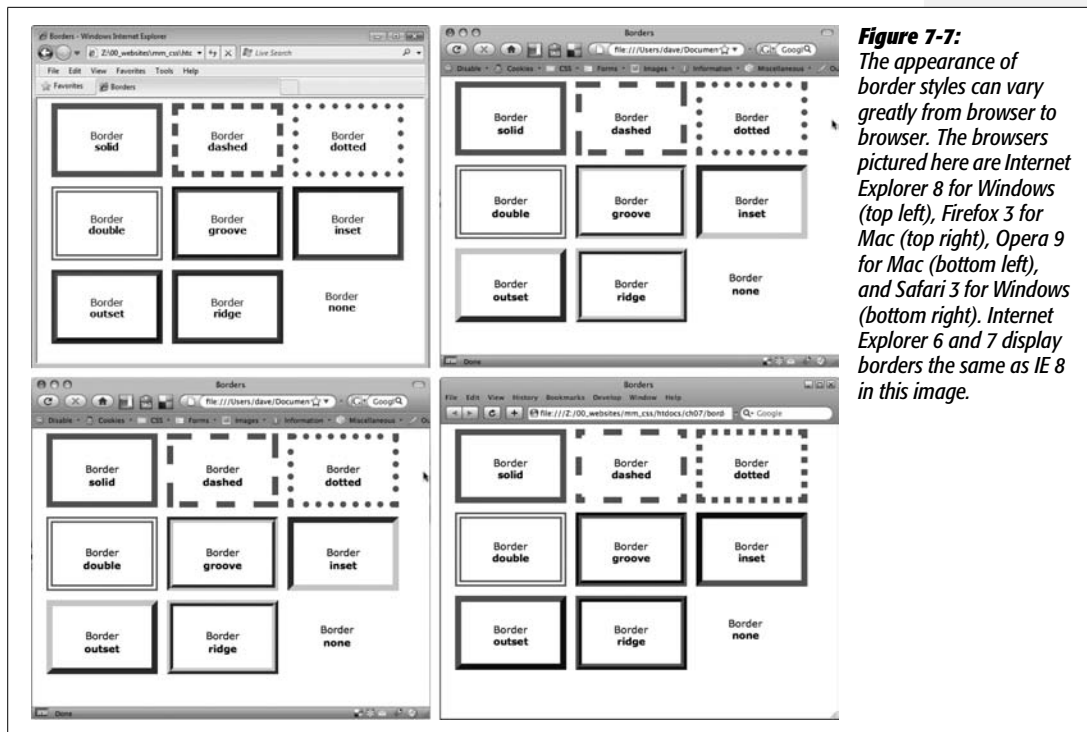 Borders - Windows Internet Explorer
Z:\00_websites\mm_css\htc
Live Search
File Edit View Favorites Tools Help
Favorites
Borders
Border
solid
Border
dashed
Border
dotted
Border
double
Border
groove
Border
inset
Border
outset
Border
ridge
Border
none
Borders
file:///Users/dave/Documen
Googl
Disable Cookies CSS Forms Images Information Miscellaneous Ou
Border
solid
Border
dashed
Border
dotted
Border
double
Border
groove
Border
inset
Border
outset
Border
ridge
Border
none
Done
Borders
file:///Users/dave/Documen
Googl
Disable Cookies CSS Forms Images Information Miscellaneous Ou
Border
solid
Border
dashed
Border
dotted
Border
double
Border
groove
Border
inset
Border
outset
Border
ridge
Border
none
Done
Borders
File Edit View History Bookmarks Develop Window Help
file:///Z:/00_websites/mm_css/htdocs/ch07/bord
Google
Border
solid
Border
dashed
Border
dotted
Border
double
Border
groove
Border
inset
Border
outset
Border
ridge
Border
none
Figure 7-7:
The appearance of
border styles can vary
greatly from browser to
browser. The browsers
pictured here are Internet
Explorer 8 for Windows
(top left), Firefox 3 for
Mac (top right), Opera 9
for Mac (bottom left),
and Safari 3 for Windows
(bottom right). Internet
Explorer 6 and 7 display
borders the same as IE 8
in this image.